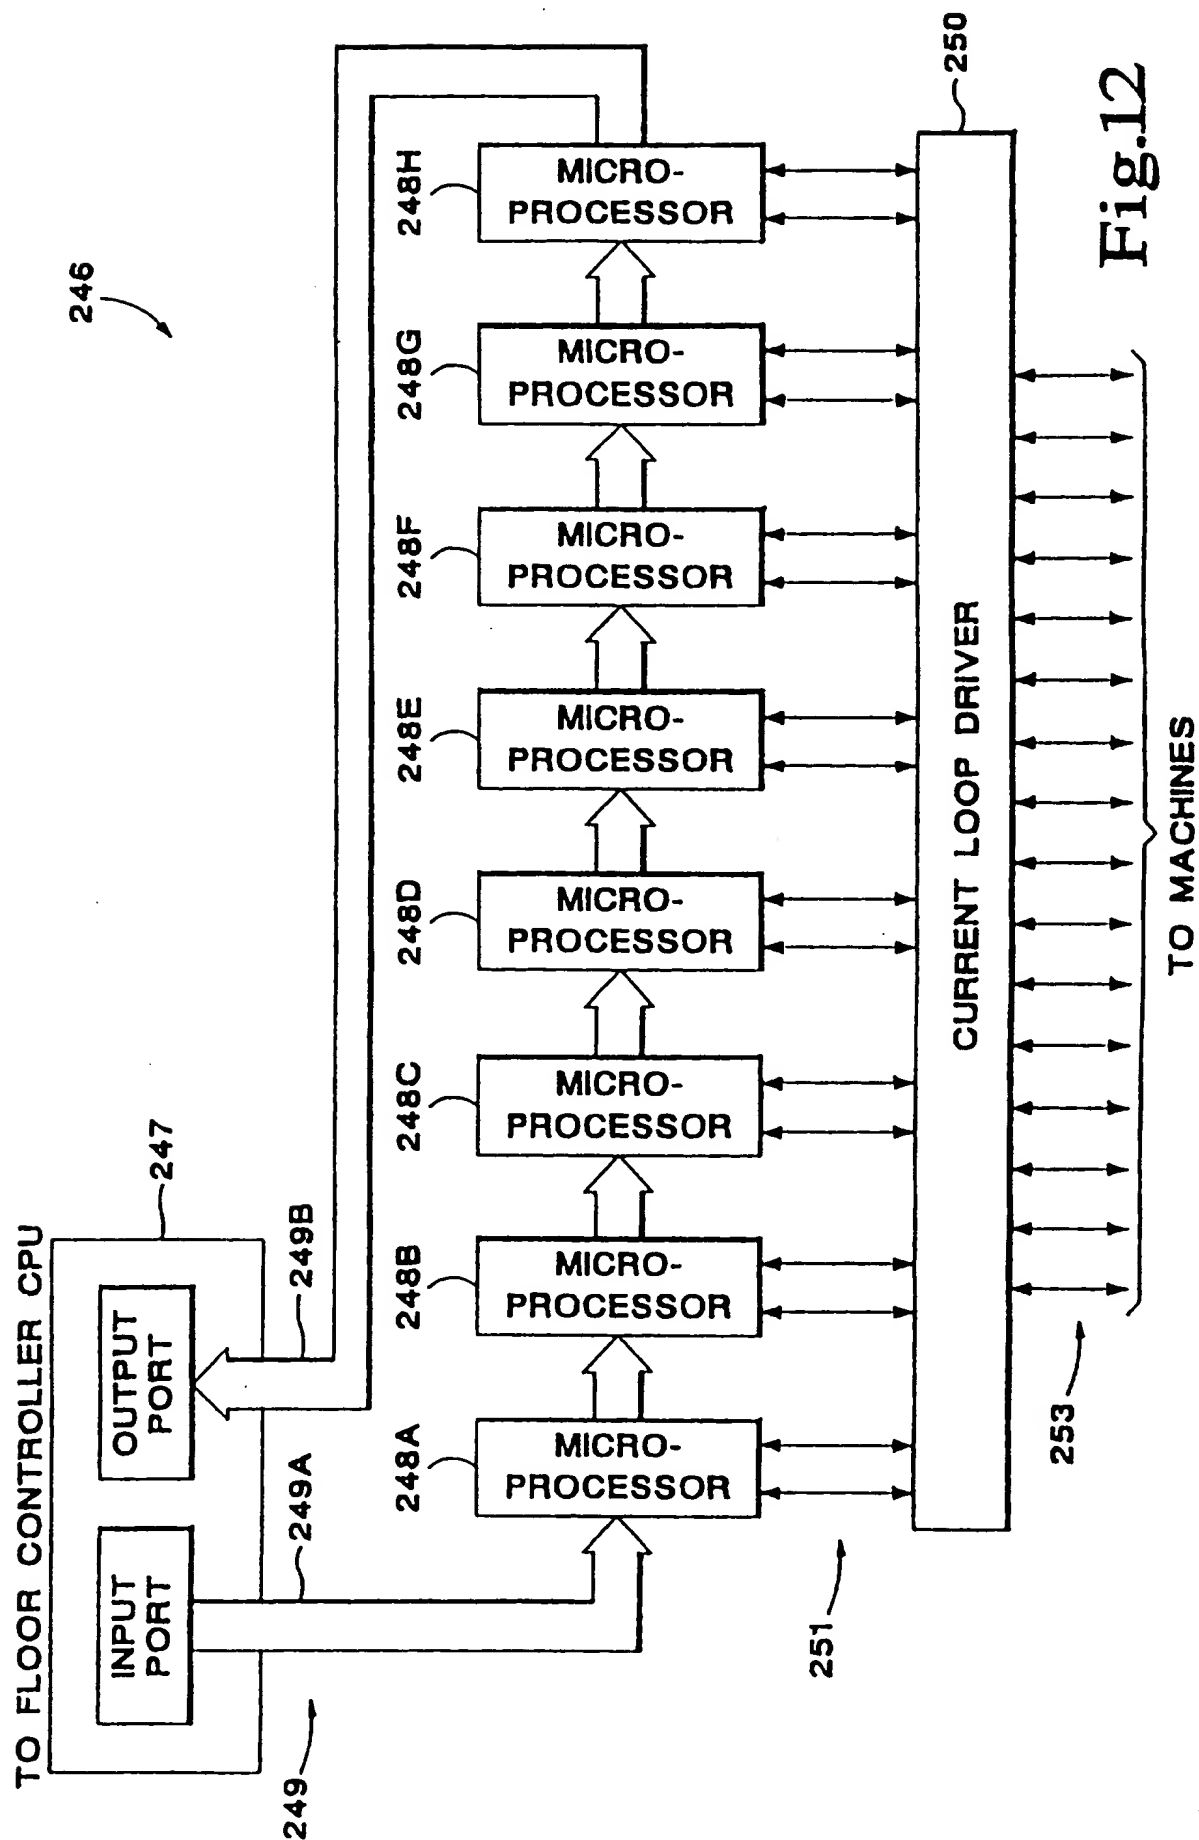 TO FLOOR CONTROLLER CPU
247
INPUT
PORT
OUTPUT
PORT
249
249A
249B
246
248A
248B
248C
248D
248E
248F
248G
248H
MICRO-
PROCESSOR
MICRO-
PROCESSOR
MICRO-
PROCESSOR
MICRO-
PROCESSOR
MICRO-
PROCESSOR
MICRO-
PROCESSOR
MICRO-
PROCESSOR
MICRO-
PROCESSOR
251
CURRENT LOOP DRIVER
250
253
TO MACHINES
Fig.12